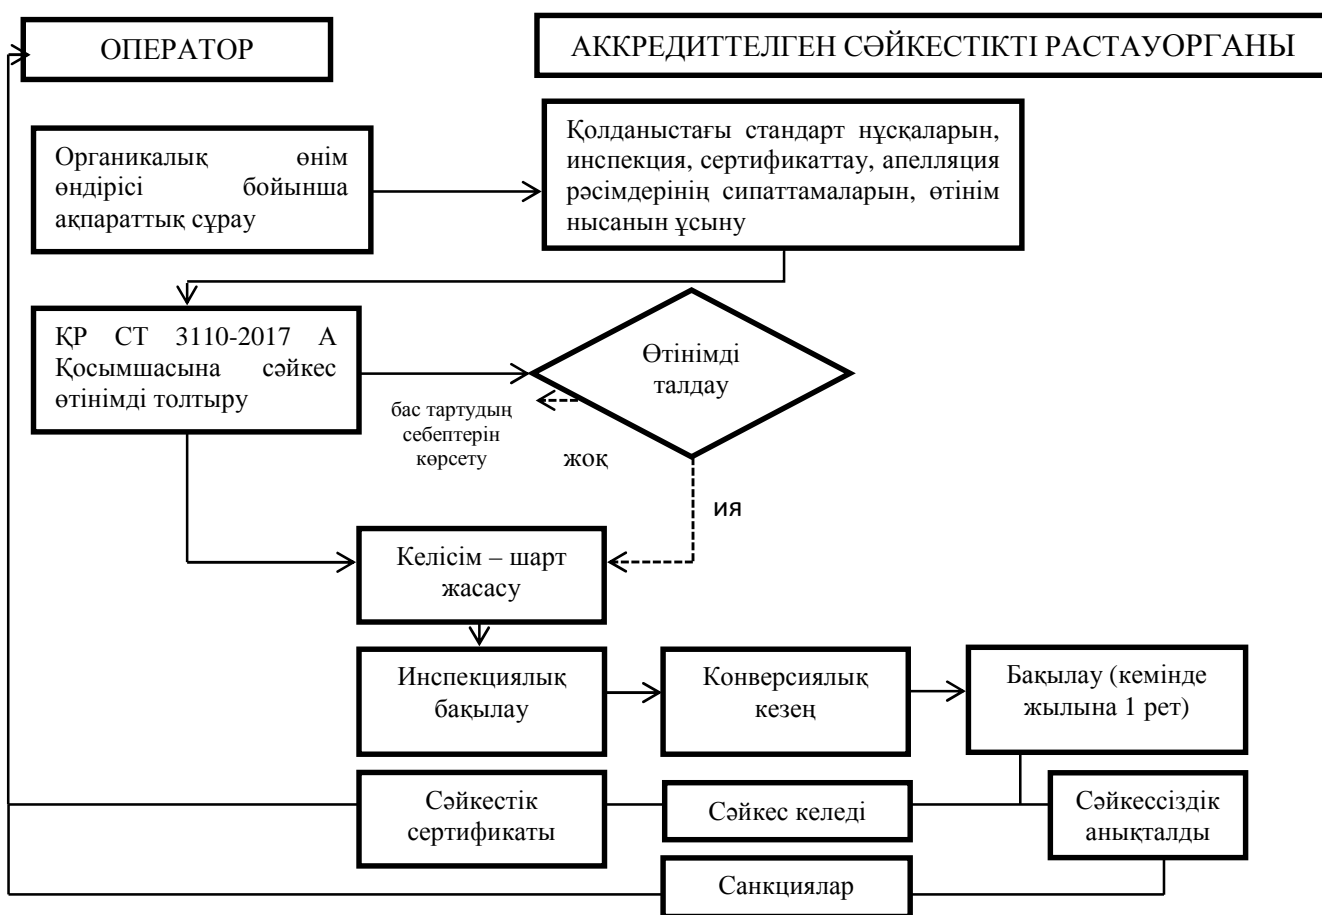 ОПЕРАТОР
АККРЕДИТТЕЛГЕН СӘЙКЕСТІКТІ РАСТАУОРГАНЫ
Органикалық өнім
өндірісі бойынша
ақпараттық сұрау
Қолданыстағы стандарт нұсқаларын,
инспекция, сертификаттау, апелляция
рәсімдерінің сипаттамаларын, өтінім
нысанын ұсыну
ҚР СТ 3110-2017 А
Қосымшасына сәйкес
өтінімді толтыру
Өтінімді
талдау
бас тартудың
себептерін
көрсету
жоқ
ия
Келісім – шарт
жасасу
Инспекциялық
бақылау
Конверсиялық
кезең
Бақылау (кемінде
жылына 1 рет)
Сәйкестік
сертификаты
Сәйкес келеді
Сәйкессіздік
анықталды
Санкциялар